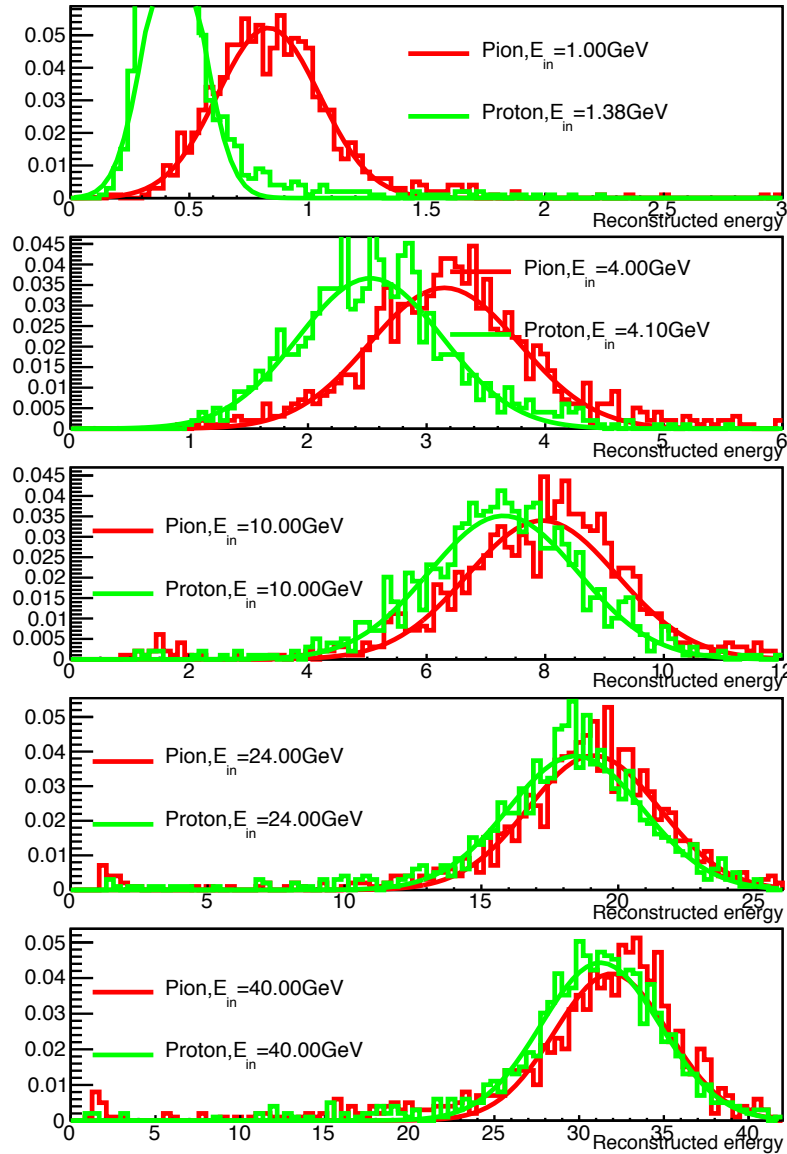 0.05
Pion,E_in=1.00GeV
0.04
0.03
Proton,E_in=1.38GeV
0.02
0.01
0
0 0.5 1 1.5 2 2.5 3
Reconstructed energy
0.045
0.04
Pion,E_in=4.00GeV
0.035
0.03
Proton,E_in=4.10GeV
0.025
0.02
0.015
0.01
0.005
0
0 1 2 3 4 5 6
Reconstructed energy
0.045
0.04
0.035
Pion,E_in=10.00GeV
0.03
0.025
0.02
Proton,E_in=10.00GeV
0.015
0.01
0.005
0
0 2 4 6 8 10 12
Reconstructed energy
0.05
0.04
Pion,E_in=24.00GeV
0.03
0.02
Proton,E_in=24.00GeV
0.01
0
0 5 10 15 20 25
Reconstructed energy
0.05
0.04
Pion,E_in=40.00GeV
0.03
0.02
Proton,E_in=40.00GeV
0.01
0
0 5 10 15 20 25 30 35 40
Reconstructed energy